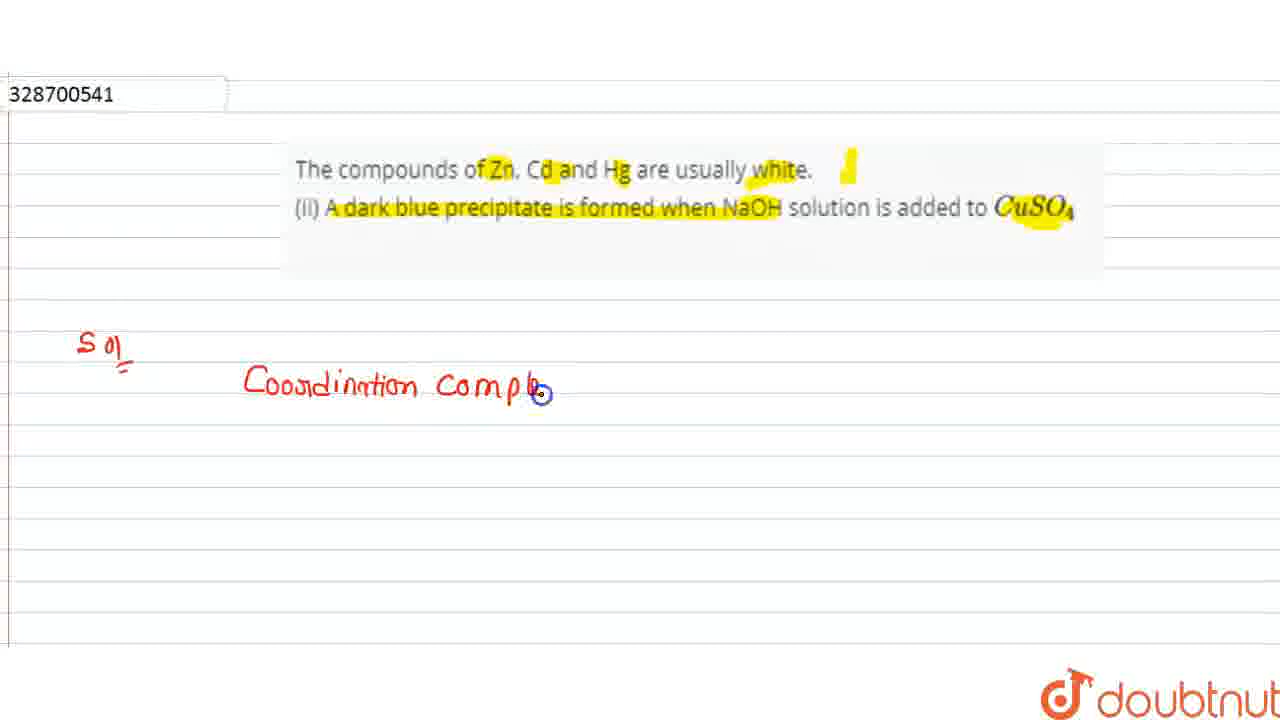 328700541
The compounds of Zn, Cd and Hg are usually white.
(II) A dark blue precipitate is formed when NaOH solution is added to CuSO₄
Sol
Coordination compl
doubtnut